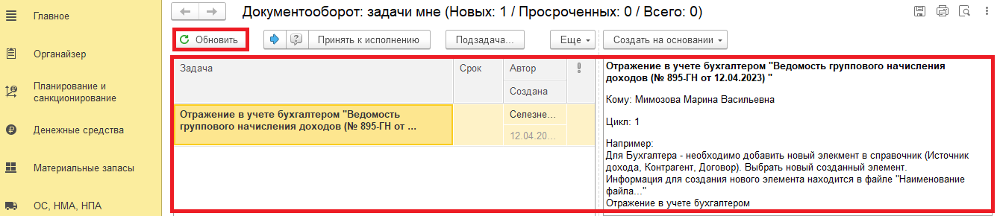 Главное
Органайзер
Планирование и
санкционирование
Денежные средства
Материальные запасы
ОС, НМА, НПА
Документооборот: задачи мне (Новых: 1 / Просроченных: 0 / Всего: 0)
Обновить
?
Принять к исполнению
Подзадача...
Еще
Создать на основании
Задача
Срок
Автор
!
Создана
Отражение в учете бухгалтером "Ведомость
группового начисления доходов (№ 895-ГН от ...
Селезне...
12.04.20...
Отражение в учете бухгалтером "Ведомость группового начисления
доходов (№ 895-ГН от 12.04.2023) "
Кому: Мимозова Марина Васильевна
Цикл: 1
Например:
Для Бухгалтера - необходимо добавить новый элекмент в справочник (Источник
дохода, Контрагент, Договор). Выбрать новый созданный элемент.
Информация для создания нового элемента находится в файле "Наименование
файла..."
Отражение в учете бухгалтером